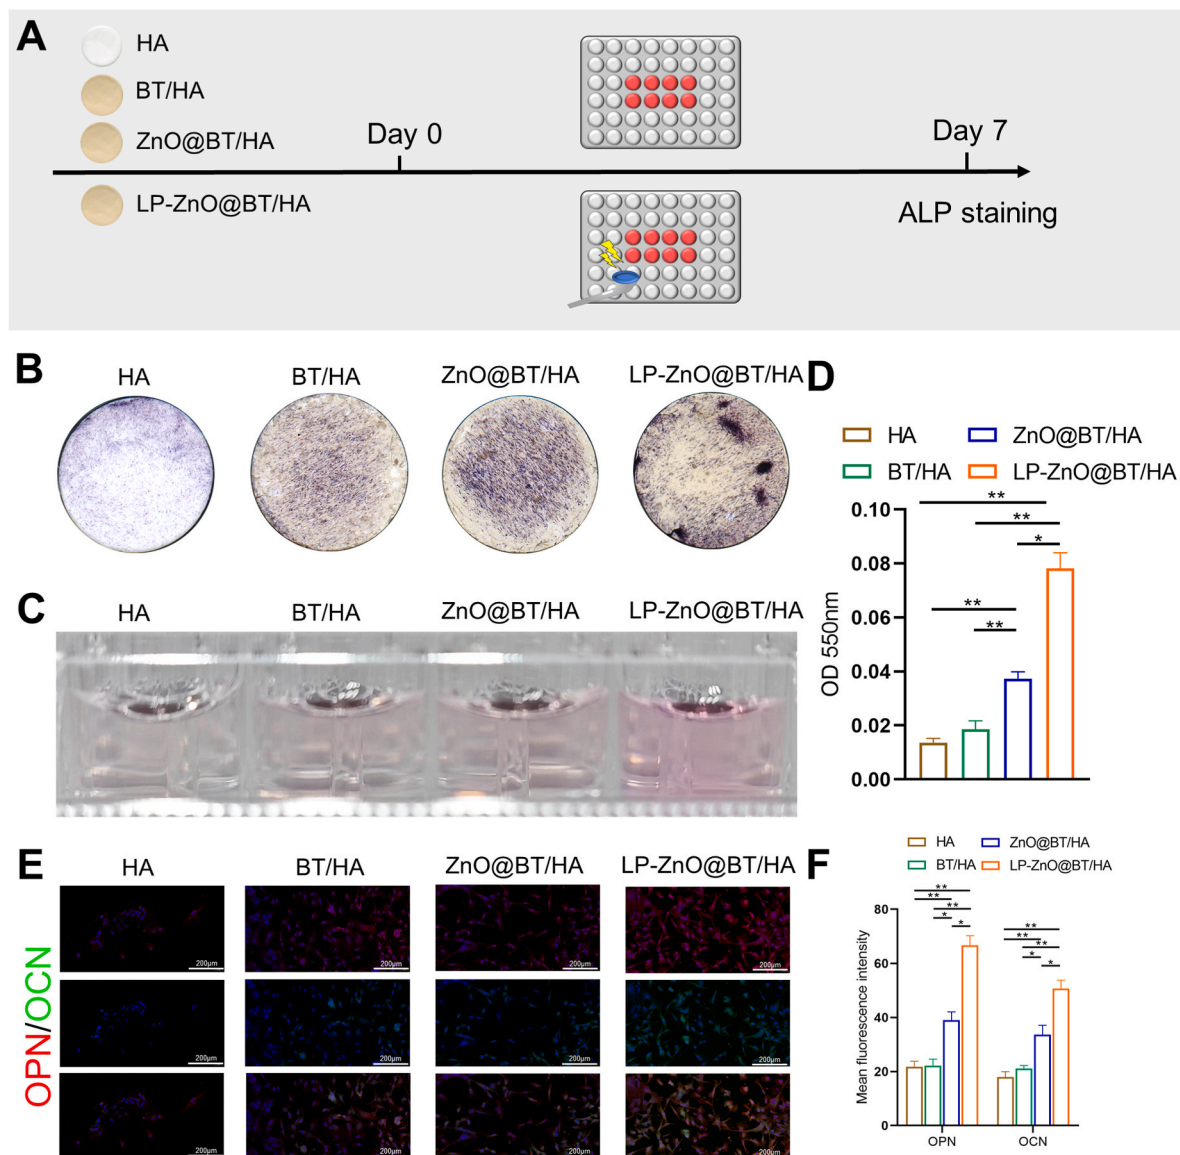 A
HA
BT/HA
ZnO@BT/HA
LP-ZnO@BT/HA
Day 0
Day 7
ALP staining
B
HA
BT/HA
ZnO@BT/HA
LP-ZnO@BT/HA
C
HA
BT/HA
ZnO@BT/HA
LP-ZnO@BT/HA
D
HA
ZnO@BT/HA
BT/HA
LP-ZnO@BT/HA
**
**
*
**
**
OD 550nm
0.10
0.08
0.06
0.04
0.02
0.00
E
HA
BT/HA
ZnO@BT/HA
LP-ZnO@BT/HA
OPN/OCN
200μm
200μm
200μm
200μm
200μm
200μm
200μm
200μm
200μm
200μm
200μm
200μm
F
HA
ZnO@BT/HA
BT/HA
LP-ZnO@BT/HA
**
**
**
*
*
**
**
**
*
*
Mean fluorescence intensity
80
60
40
20
0
OPN
OCN